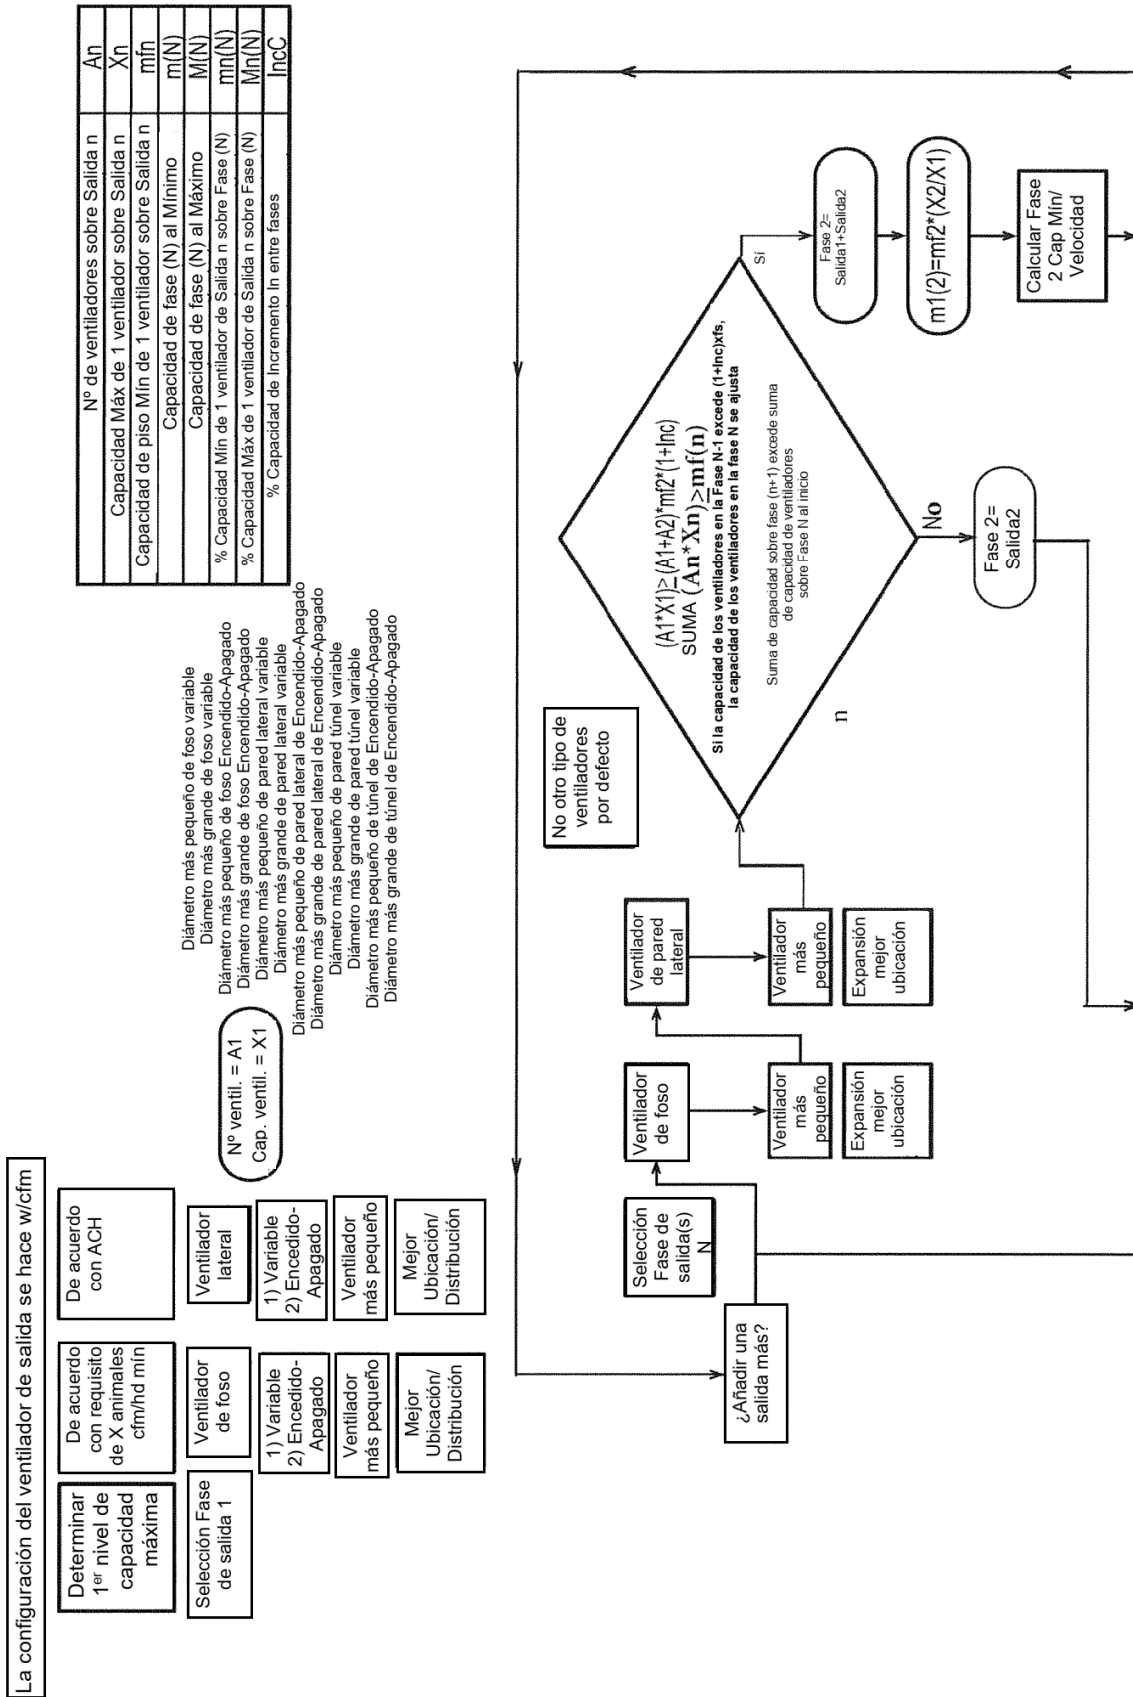 La configuración del ventilador de salida se hace w/cfm
Determinar
1er nivel de
capacidad
máxima
De acuerdo
con requisito
de X animales
cfm/hd mín
De acuerdo
con ACH
Selección Fase
de salida 1
Ventilador
de foso
Ventilador
lateral
1) Variable
2) Encedido-
Apagado
1) Variable
2) Encedido-
Apagado
Ventilador
más pequeño
Ventilador
más pequeño
Mejor
Ubicación/
Distribución
Mejor
Ubicación/
Distribución
Nº ventil. = A1
Cap. ventil. = X1
Diámetro más pequeño de foso variable
Diámetro más grande de foso variable
Diámetro más pequeño de foso Encendido-Apagado
Diámetro más grande de foso Encendido-Apagado
Diámetro más pequeño de pared lateral variable
Diámetro más grande de pared lateral variable
Diámetro más pequeño de pared lateral de Encendido-Apagado
Diámetro más grande de pared lateral de Encendido-Apagado
Diámetro más pequeño de pared túnel variable
Diámetro más grande de pared túnel variable
Diámetro más pequeño de túnel de Encendido-Apagado
Diámetro más grande de túnel de Encendido-Apagado
Nº de ventiladores sobre Salida n An
Capacidad Máx de 1 ventilador sobre Salida n Xn
Capacidad de piso Mín de 1 ventilador sobre Salida n mfn
Capacidad de fase (N) al Mínimo m(N)
Capacidad de fase (N) al Máximo M(N)
% Capacidad Mín de 1 ventilador de Salida n sobre Fase (N) mn(N)
% Capacidad Máx de 1 ventilador de Salida n sobre Fase (N) Mn(N)
% Capacidad de Incremento In entre fases IncC
¿Añadir una
salida más?
Selección
Fase de
salida(s)
N
Ventilador
de foso
Ventilador
más
pequeño
Expansión
mejor
ubicación
Ventilador
de pared
lateral
Ventilador
más
pequeño
Expansión
mejor
ubicación
No otro tipo de
ventiladores
por defecto
(A1*X1)≥(A1+A2)*mf2*(1+Inc)
SUMA (An*Xn)≥mf(n)
Si la capacidad de los ventiladores en la Fase N-1 excede (1+Inc)xfs,
la capacidad de los ventiladores en la fase N se ajusta
Suma de capacidad sobre fase (n+1) excede suma
de capacidad de ventiladores
sobre Fase N al inicio
n
No
Fase 2=
Salida2
Sí
Fase 2=
Salida1+Salida2
m1(2)=mf2*(X2/X1)
Calcular Fase
2 Cap Mín/
Velocidad